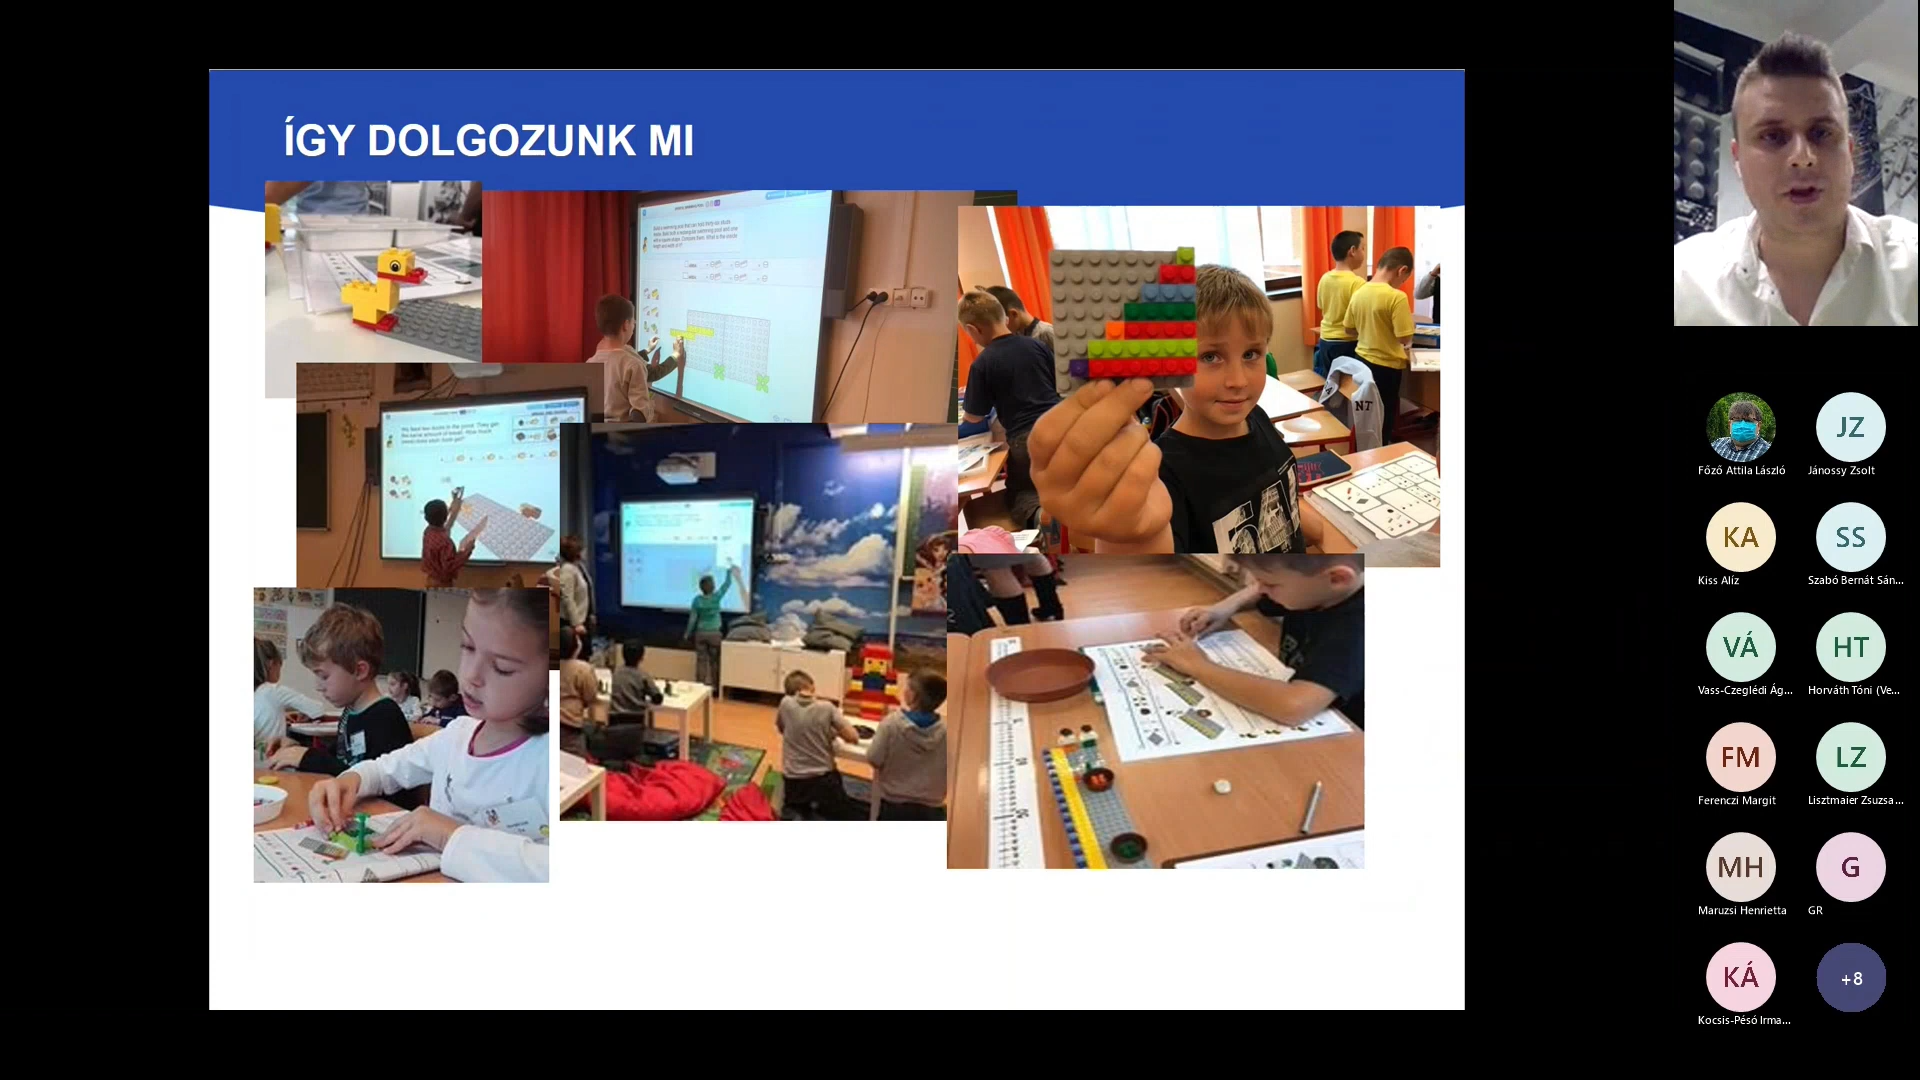 ÍGY DOLGOZUNK MI
NT
Főző Attila László
JZ
Jánossy Zsolt
KA
Kiss Alíz
SS
Szabó Bernát Sán...
VÁ
Vass-Czeglédi Ág...
HT
Horváth Tóni (Ve...
FM
Ferenczi Margit
LZ
Lisztmaier Zsuzsa...
MH
Maruzsi Henrietta
G
GR
KÁ
Kocsis-Pésó Irma...
+8